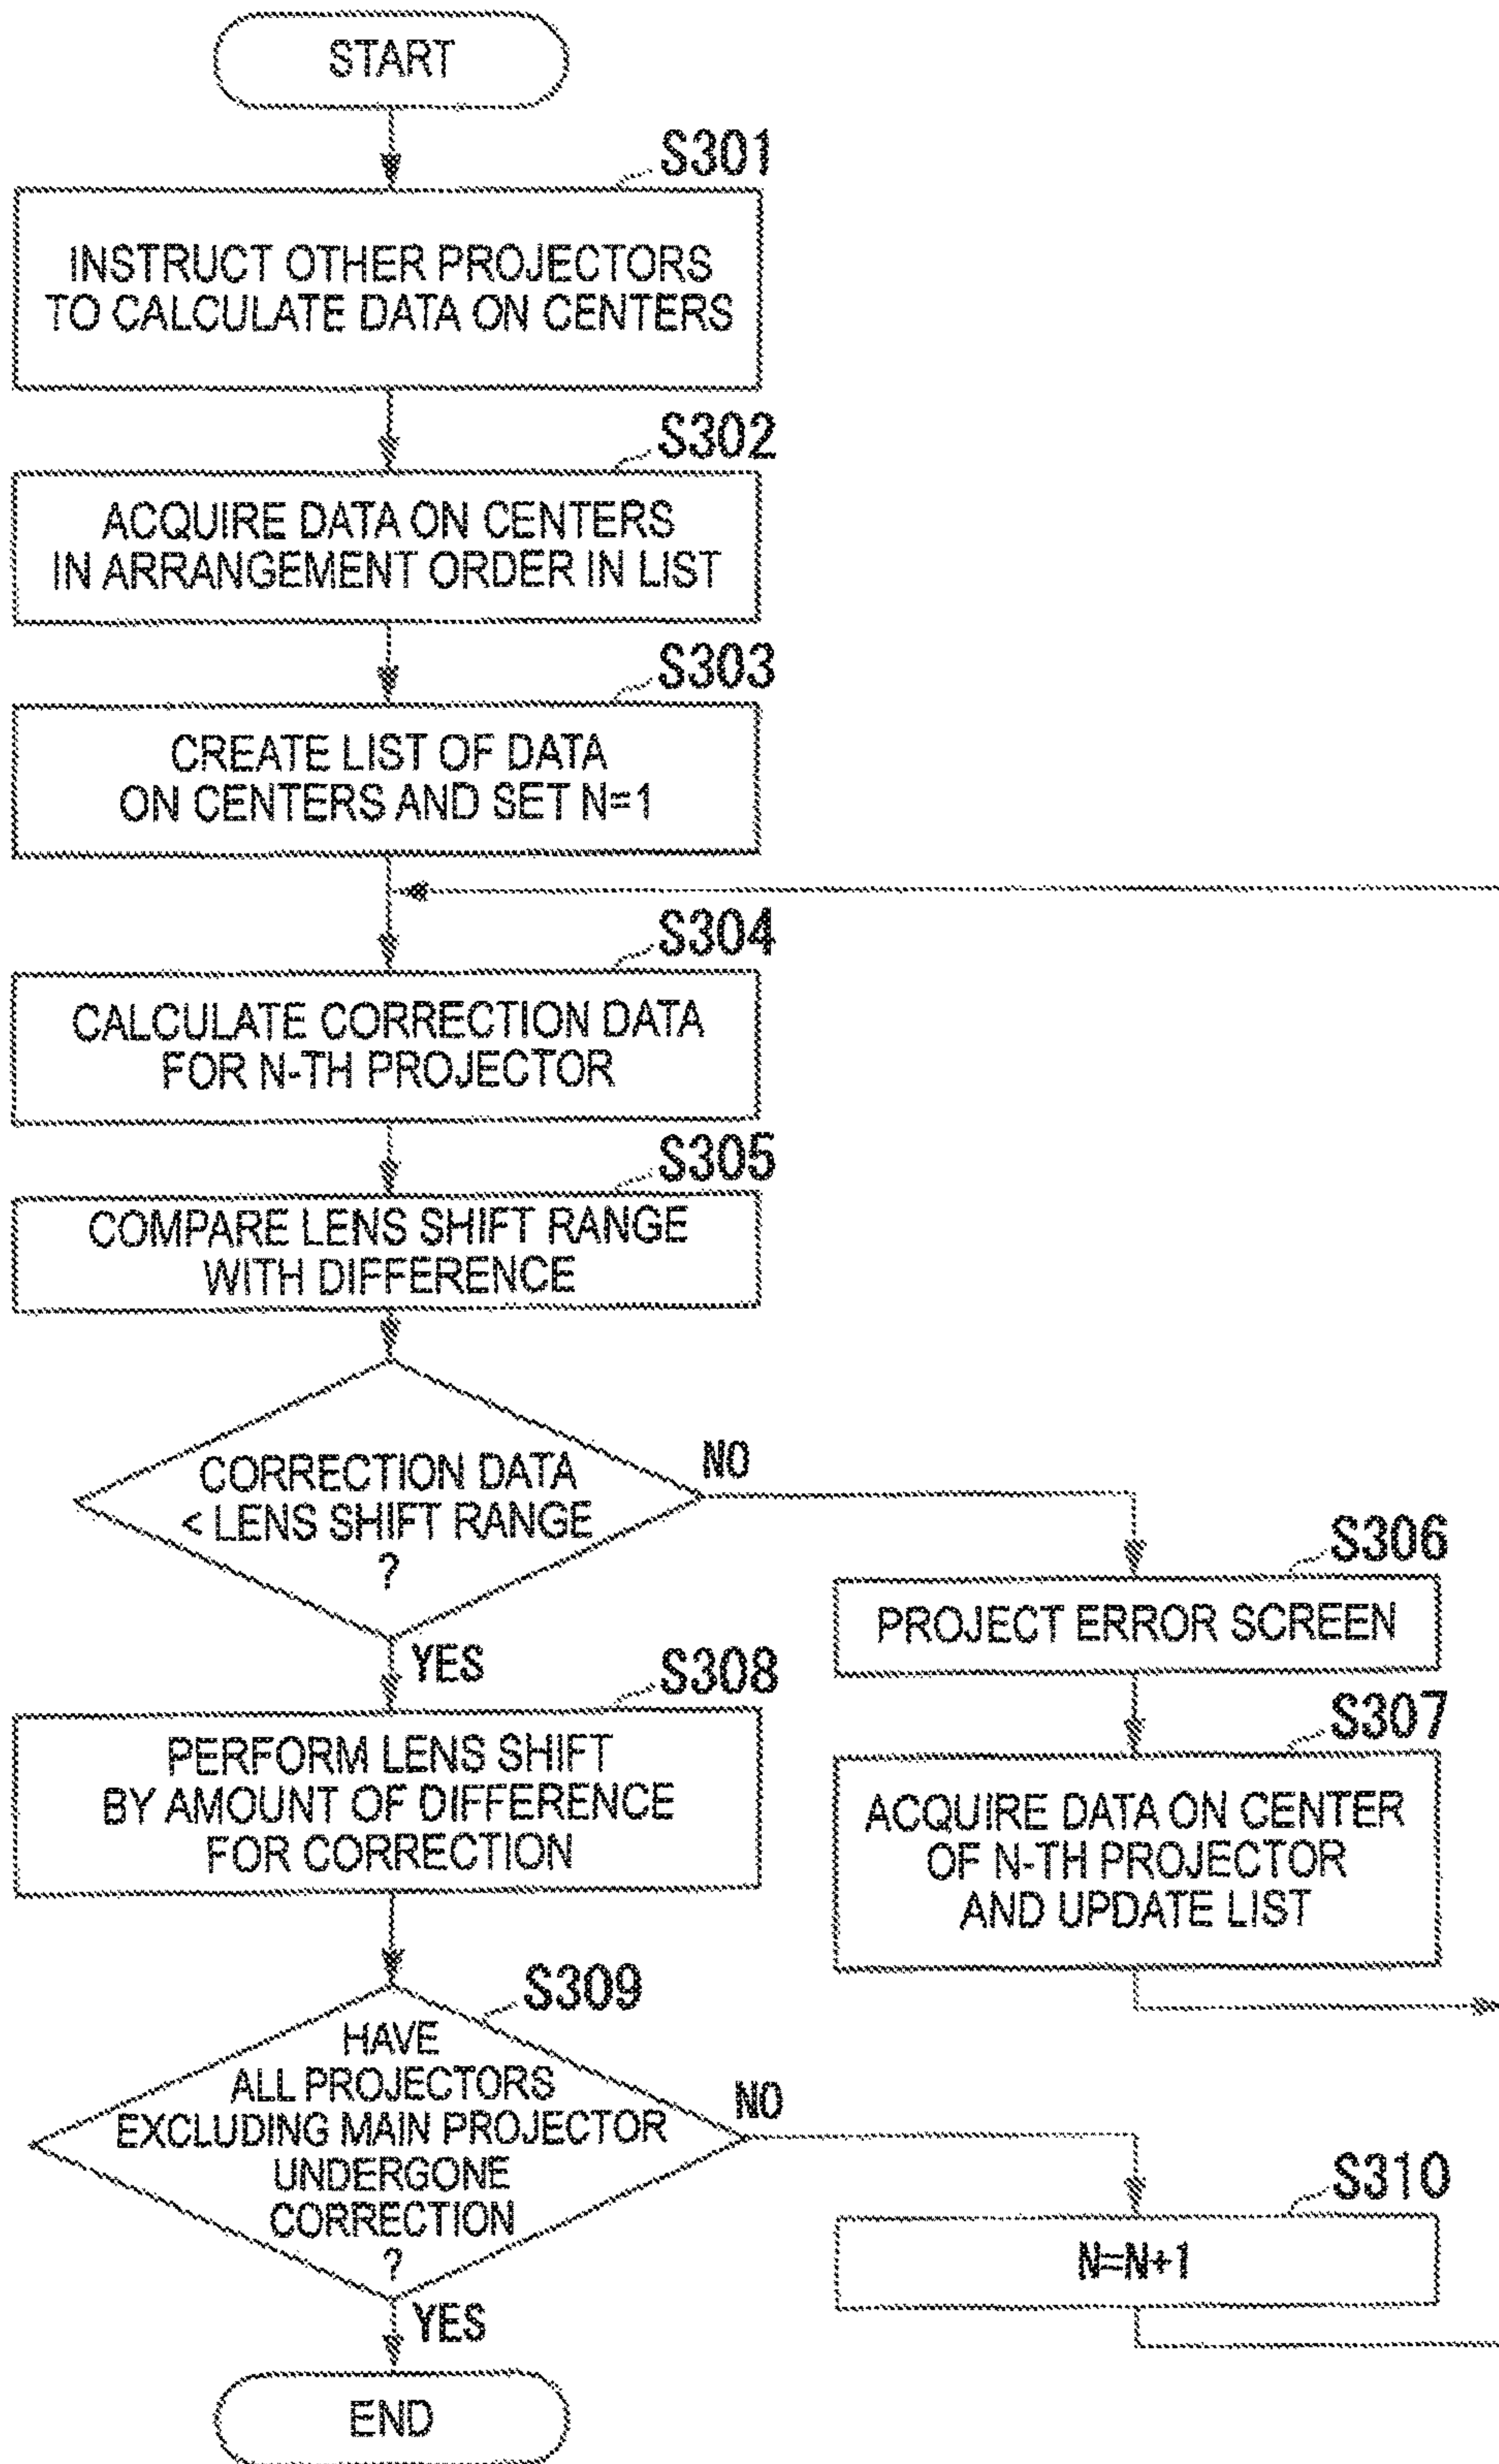 START
S301
INSTRUCT OTHER PROJECTORS
TO CALCULATE DATA ON CENTERS
S302
ACQUIRE DATA ON CENTERS
IN ARRANGEMENT ORDER IN LIST
S303
CREATE LIST OF DATA
ON CENTERS AND SET N=1
S304
CALCULATE CORRECTION DATA
FOR N-TH PROJECTOR
S305
COMPARE LENS SHIFT RANGE
WITH DIFFERENCE
CORRECTION DATA
< LENS SHIFT RANGE
?
NO
YES
S306
PROJECT ERROR SCREEN
S307
ACQUIRE DATA ON CENTER
OF N-TH PROJECTOR
AND UPDATE LIST
S308
PERFORM LENS SHIFT
BY AMOUNT OF DIFFERENCE
FOR CORRECTION
S309
HAVE
ALL PROJECTORS
EXCLUDING MAIN PROJECTOR
UNDERGONE
CORRECTION
?
NO
YES
S310
N=N+1
END